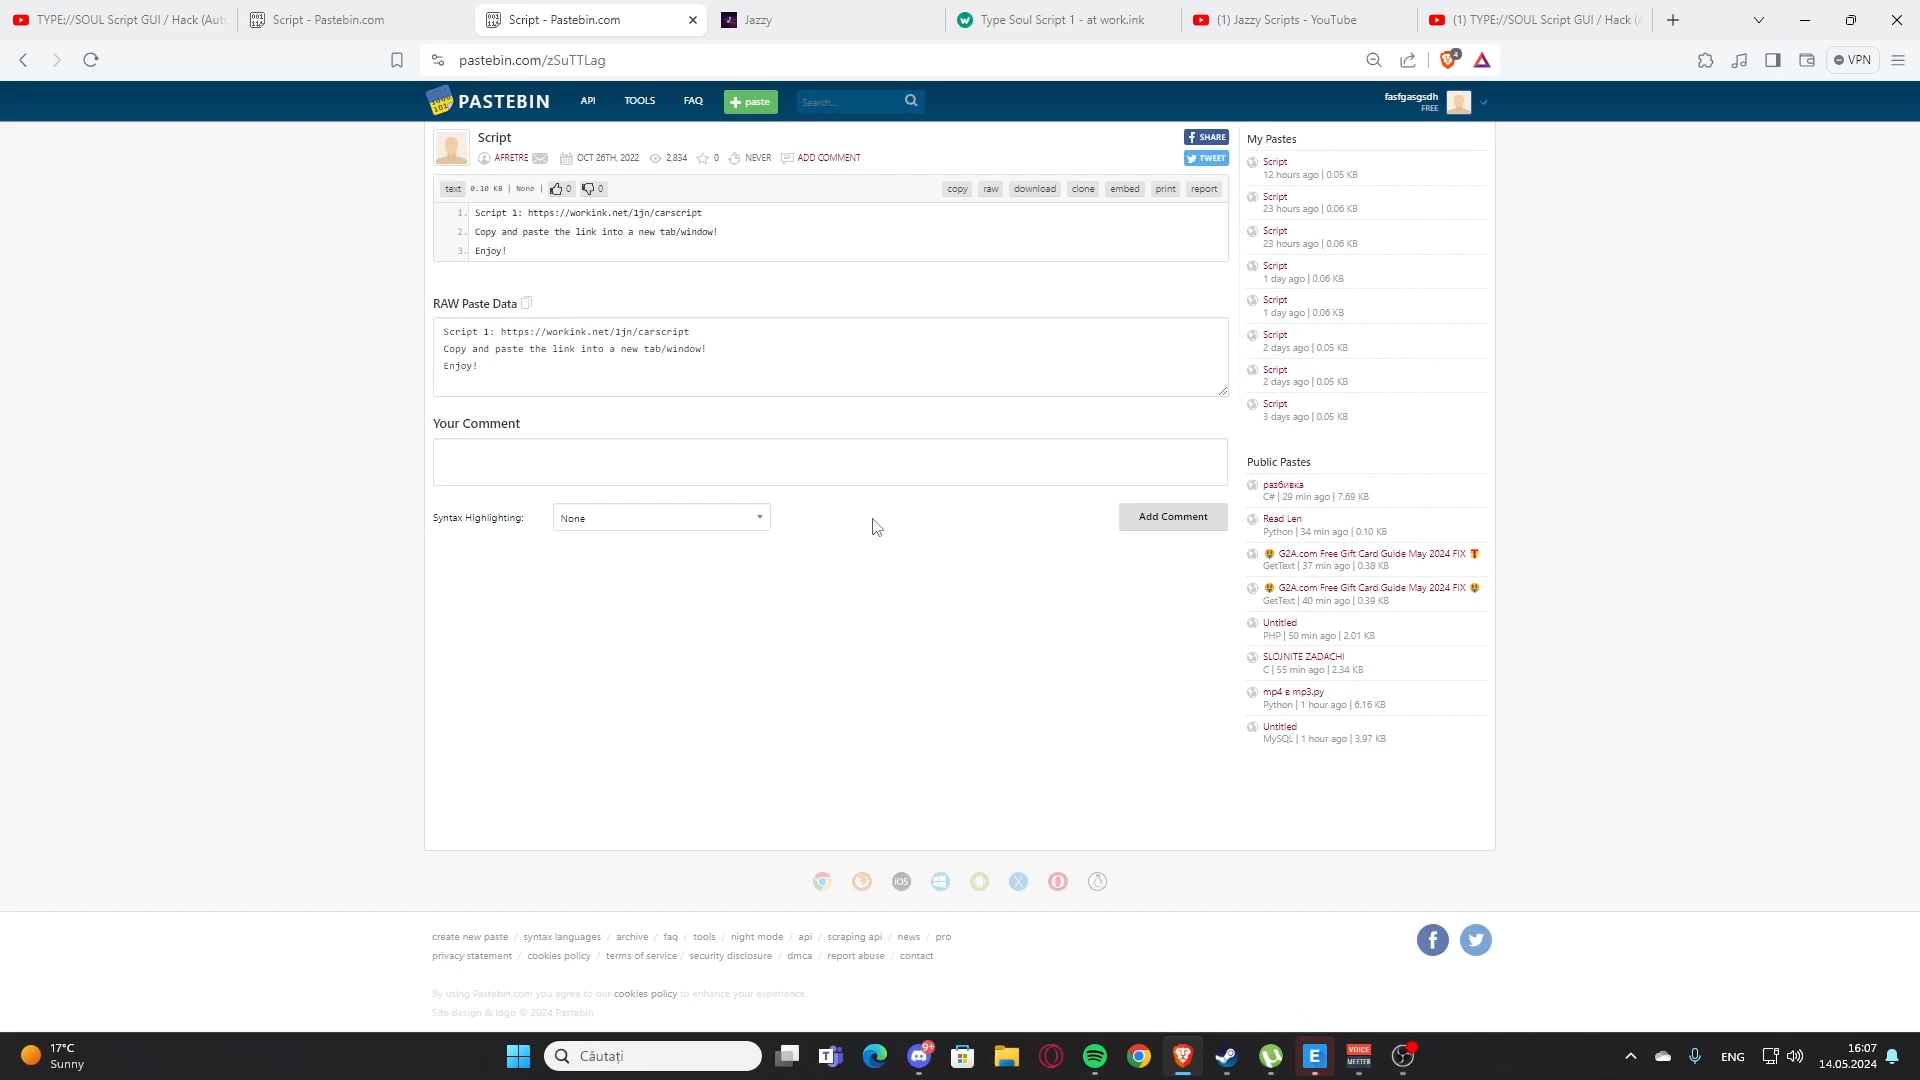 TYPE://SOUL Script GUI / Hack (Auto
Script - Pastebin.com
Script - Pastebin.com
Jazzy
Type Soul Script 1 - at work.ink
(1) Jazzy Scripts - YouTube
(1) TYPE://SOUL Script GUI / Hack (A
pastebin.com/zSuTTLag
4
VPN
PASTEBIN
API
TOOLS
FAQ
paste
Search...
fasfgasgsdh
FREE
Script
AFRETRE
OCT 26TH, 2022
2,834
0
NEVER
ADD COMMENT
SHARE
TWEET
text
0.10 KB | None |
0
0
copy
raw
download
clone
embed
print
report
1. Script 1: https://workink.net/1jn/carscript
2. Copy and paste the link into a new tab/window!
3. Enjoy!
RAW Paste Data
Script 1: https://workink.net/1jn/carscript
Copy and paste the link into a new tab/window!
Enjoy!
Your Comment
Syntax Highlighting:
None
Add Comment
My Pastes
Script
12 hours ago | 0.05 KB
Script
23 hours ago | 0.06 KB
Script
23 hours ago | 0.06 KB
Script
1 day ago | 0.06 KB
Script
1 day ago | 0.06 KB
Script
2 days ago | 0.05 KB
Script
2 days ago | 0.05 KB
Script
3 days ago | 0.05 KB
Public Pastes
разбивка
C# | 29 min ago | 7.69 KB
Read Len
Python | 34 min ago | 0.10 KB
🤑 G2A.com Free Gift Card Guide May 2024 FIX 🎁
GetText | 37 min ago | 0.38 KB
🤑 G2A.com Free Gift Card Guide May 2024 FIX 🤑
GetText | 40 min ago | 0.39 KB
Untitled
PHP | 50 min ago | 2.01 KB
SLOJNITE ZADACHI
C | 55 min ago | 2.34 KB
mp4 в mp3.py
Python | 1 hour ago | 6.16 KB
Untitled
MySQL | 1 hour ago | 3.97 KB
iOS
create new paste / syntax languages / archive / faq / tools / night mode / api / scraping api / news / pro
privacy statement / cookies policy / terms of service / security disclosure / dmca / report abuse / contact
By using Pastebin.com you agree to our cookies policy to enhance your experience.
Site design & logo © 2024 Pastebin
17°C
Sunny
Căutați
9+
E
VOICE
MEETER
ENG
16:07
14.05.2024